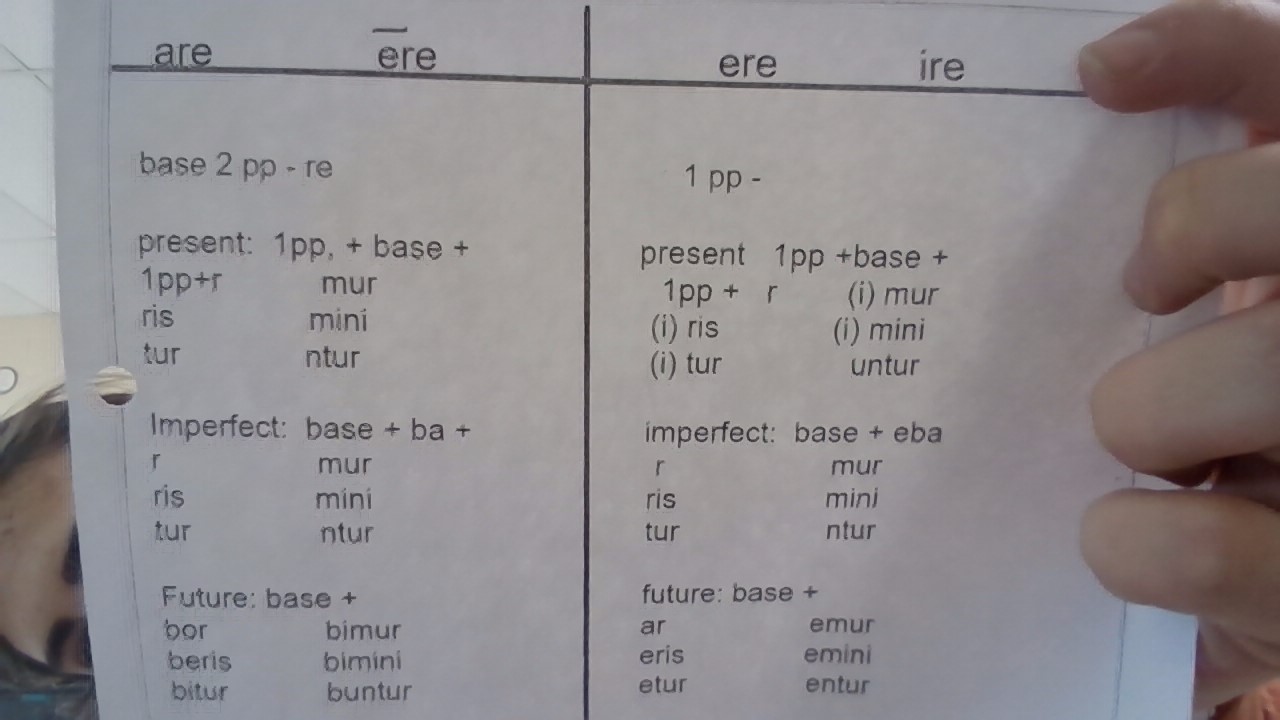 are ēre
base 2 pp - re
present: 1pp, + base +
1pp+r mur
ris mini
tur ntur
Imperfect: base + ba +
r mur
ris mini
tur ntur
Future: base +
bor bimur
beris bimini
bitur buntur
ere ire
1 pp -
present 1pp +base +
1pp + r (i) mur
(i) ris (i) mini
(i) tur untur
imperfect: base + eba
r mur
ris mini
tur ntur
future: base +
ar emur
eris emini
etur entur